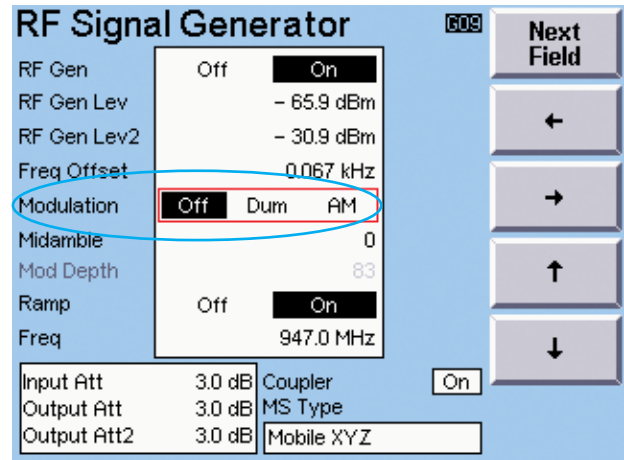 RF Signal Generator G09
RF Gen Off On
RF Gen Lev – 65.9 dBm
RF Gen Lev2 – 30.9 dBm
Freq Offset 0.067 kHz
Modulation Off Dum AM
Midamble 0
Mod Depth 83
Ramp Off On
Freq 947.0 MHz
Input Att 3.0 dB
Output Att 3.0 dB
Output Att2 3.0 dB
Coupler On
MS Type
Mobile XYZ
Next
Field
←
→
↑
↓